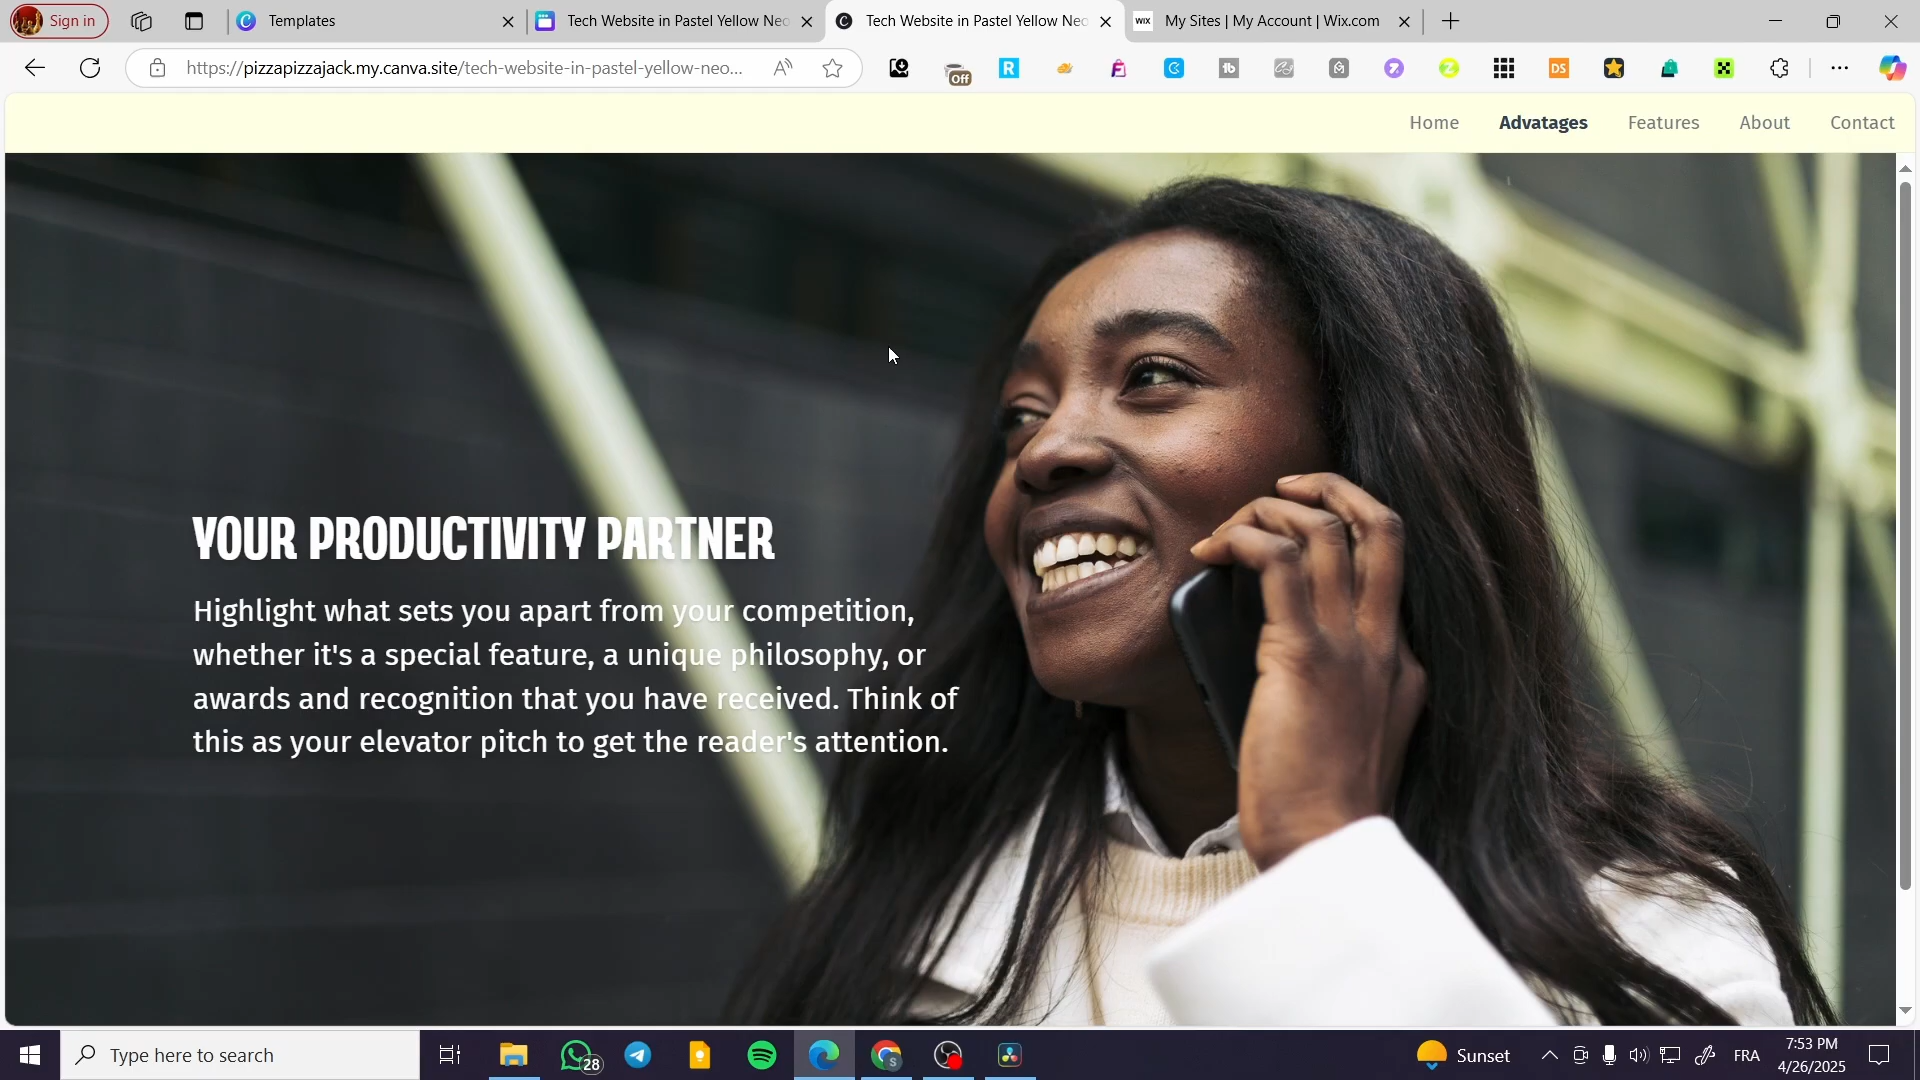 Sign in
Templates
Tech Website in Pastel Yellow Neo
Tech Website in Pastel Yellow Neo
WIX My Sites | My Account | Wix.com
https://pizzapizzajack.my.canva.site/tech-website-in-pastel-yellow-neo...
Off
R
DS
Home
Advatages
Features
About
Contact
YOUR PRODUCTIVITY PARTNER
Highlight what sets you apart from your competition,
whether it's a special feature, a unique philosophy, or
awards and recognition that you have received. Think of
this as your elevator pitch to get the reader's attention.
Type here to search
28
S
Sunset
FRA
7:53 PM
4/26/2025